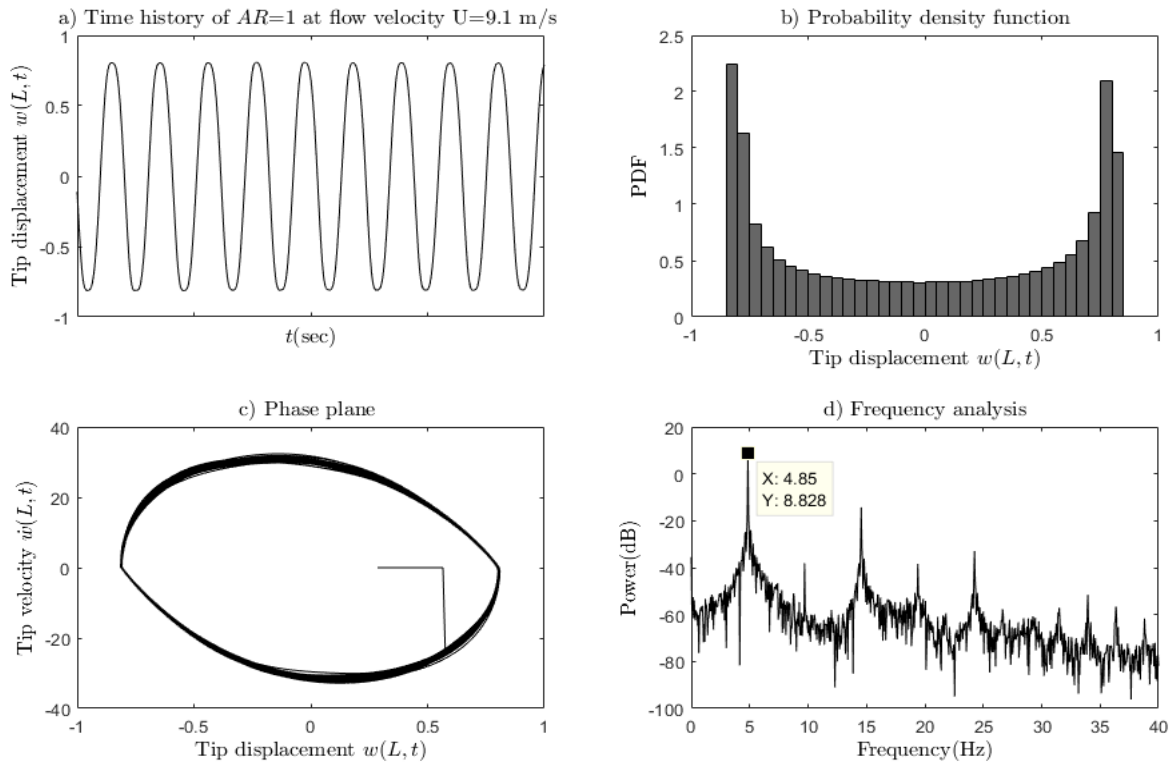 a) Time history of AR=1 at flow velocity U=9.1 m/s
Tip displacement w(L, t)
1
0.5
0
-0.5
-1
t(sec)
b) Probability density function
PDF
2.5
2
1.5
1
0.5
0
-1 -0.5 0 0.5 1
Tip displacement w(L, t)
c) Phase plane
Tip velocity ẇ(L, t)
40
20
0
-20
-40
-1 -0.5 0 0.5 1
Tip displacement w(L, t)
d) Frequency analysis
Power(dB)
20
0
-20
-40
-60
-80
-100
X: 4.85
Y: 8.828
0 5 10 15 20 25 30 35 40
Frequency(Hz)